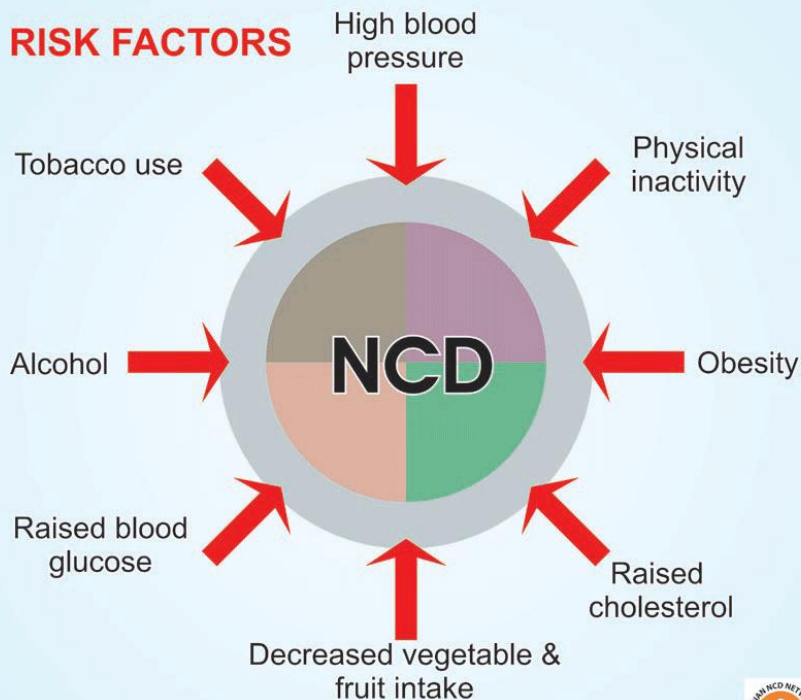 RISK FACTORS
High blood
pressure
Tobacco use
Physical
inactivity
Alcohol
NCD
Obesity
Raised blood
glucose
Raised
cholesterol
Decreased vegetable &
fruit intake
NCD